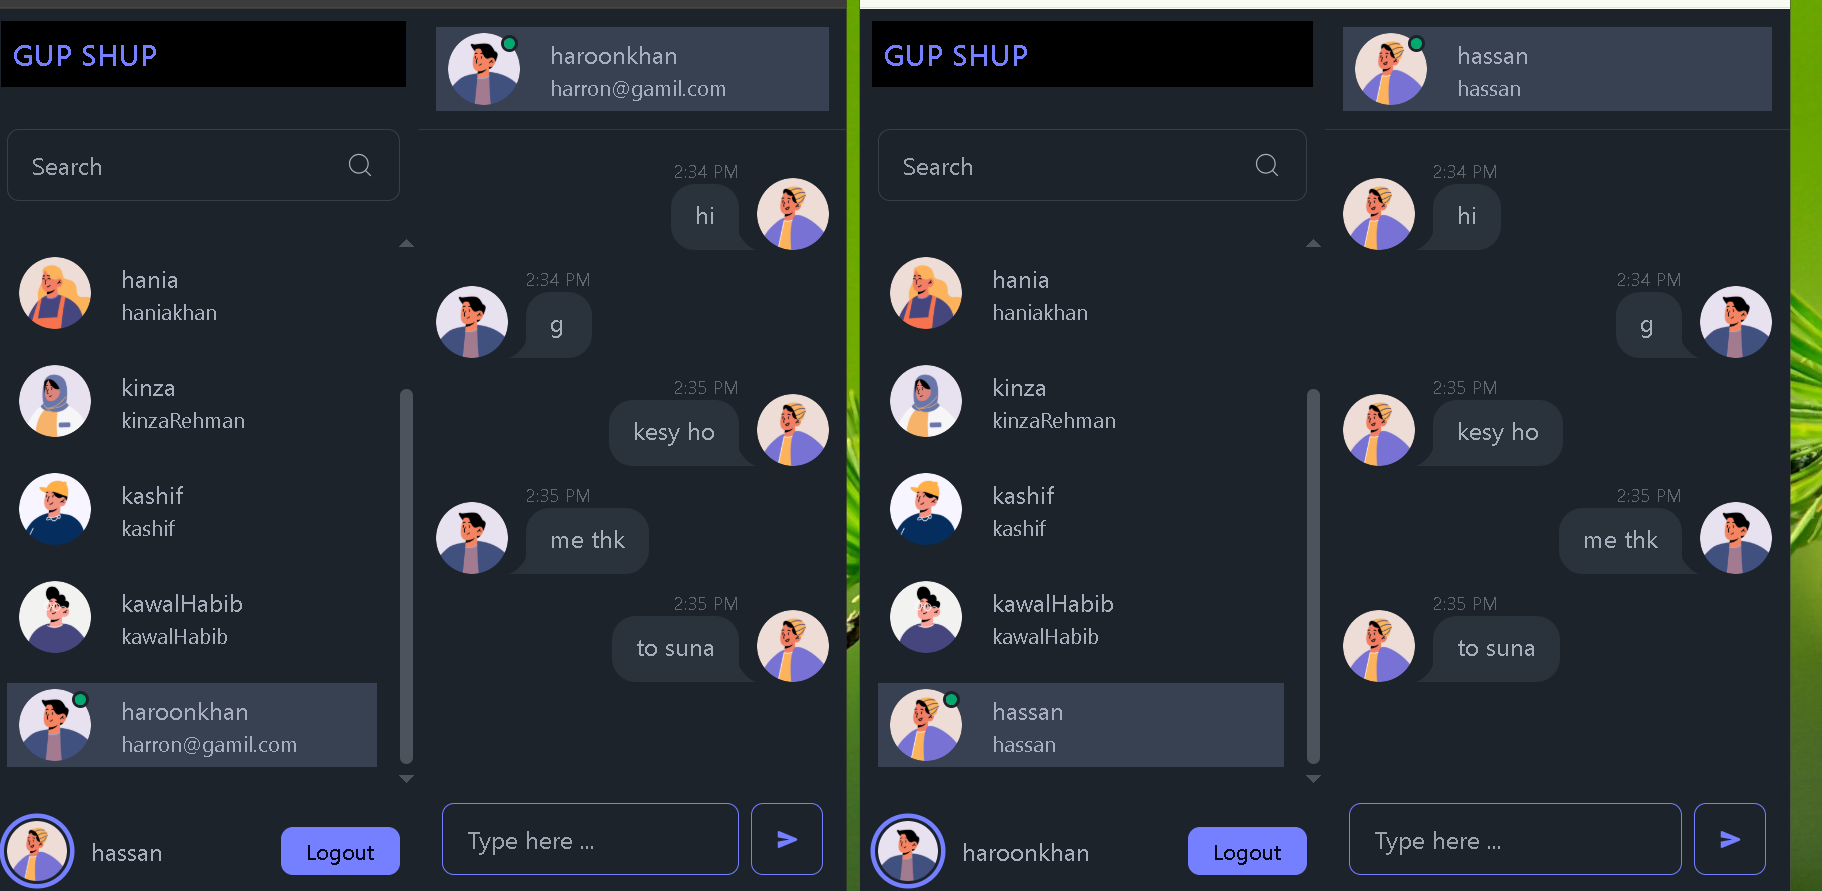 GUP SHUP
Search
hania
haniakhan
kinza
kinzaRehman
kashif
kashif
kawalHabib
kawalHabib
haroonkhan
harron@gamil.com
hassan
Logout
haroonkhan
harron@gamil.com
2:34 PM
hi
2:34 PM
g
2:35 PM
kesy ho
2:35 PM
me thk
2:35 PM
to suna
Type here ...
GUP SHUP
Search
hania
haniakhan
kinza
kinzaRehman
kashif
kashif
kawalHabib
kawalHabib
hassan
hassan
haroonkhan
Logout
hassan
hassan
2:34 PM
hi
2:34 PM
g
2:35 PM
kesy ho
2:35 PM
me thk
2:35 PM
to suna
Type here ...